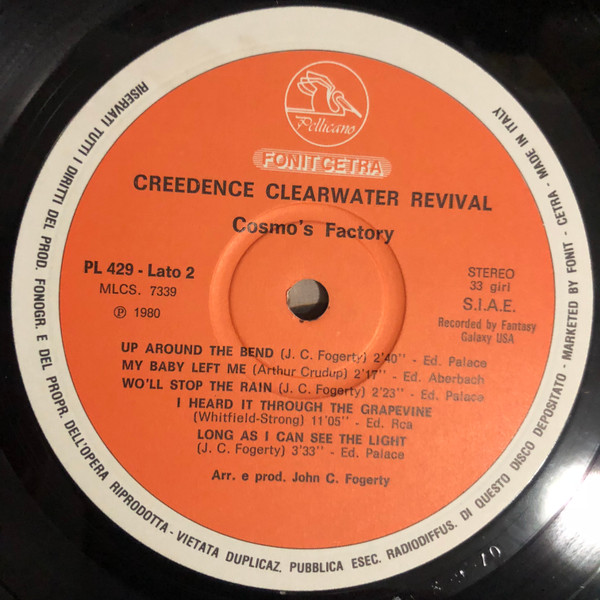 Pellicano
FONIT CETRA
CREEDENCE CLEARWATER REVIVAL
Cosmo's Factory
PL 429 - Lato 2
MLCS. 7339
Ⓟ 1980
STEREO
33 giri
S.I.A.E.
Recorded by Fantasy
Galaxy USA
UP AROUND THE BEND (J. C. Fogerty) 2'40'' - Ed. Palace
MY BABY LEFT ME (Arthur Crudup) 2'17'' - Ed. Aberbach
WO'LL STOP THE RAIN (J. C. Fogerty) 2'23'' - Ed. Palace
I HEARD IT THROUGH THE GRAPEVINE
(Whitfield-Strong) 11'05'' - Ed. Rca
LONG AS I CAN SEE THE LIGHT
(J. C. Fogerty) 3'33'' - Ed. Palace
Arr. e prod. John C. Fogerty
RISERVATI TUTTI I DIRITTI DEL PROD. FONOGR. E DEL PROPR. DELL'OPERA RIPRODOTTA - VIETATA DUPLICAZ. PUBBLICA ESEC. RADIODIFFUS. DI QUESTO DISCO DEPOSITATO - MARKETED BY FONIT - CETRA - MADE IN ITALY